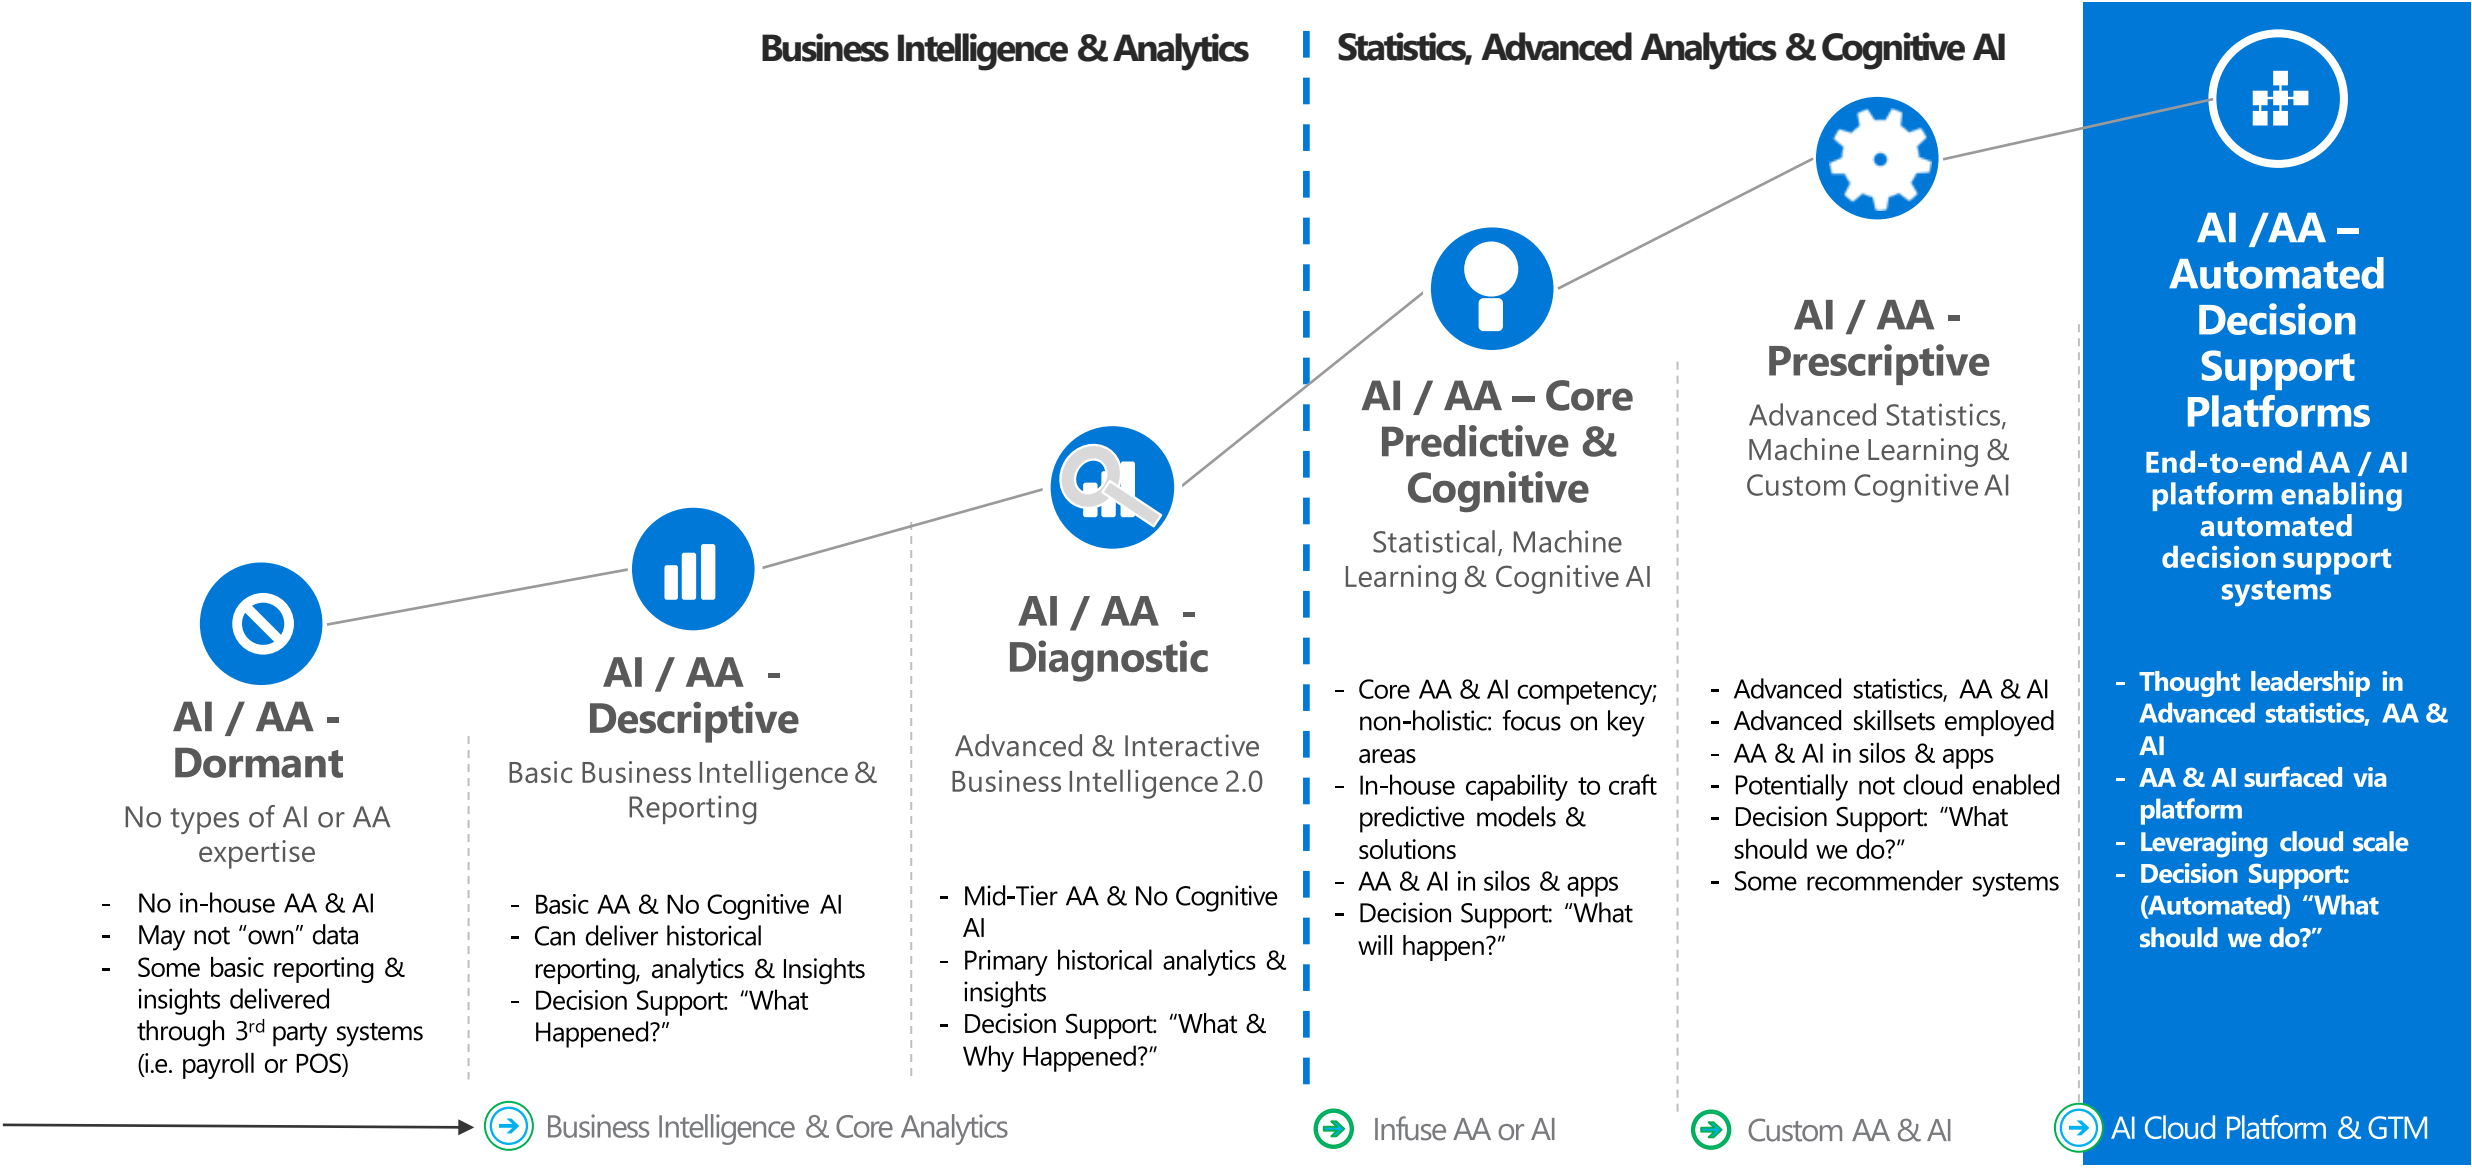 Business Intelligence & Analytics
Statistics, Advanced Analytics & Cognitive AI
AI / AA -
Dormant
No types of AI or AA
expertise
- No in-house AA & AI
- May not “own” data
- Some basic reporting &
insights delivered
through 3rd party systems
(i.e. payroll or POS)
AI / AA -
Descriptive
Basic Business Intelligence &
Reporting
- Basic AA & No Cognitive AI
- Can deliver historical
reporting, analytics & Insights
- Decision Support: “What
Happened?”
AI / AA -
Diagnostic
Advanced & Interactive
Business Intelligence 2.0
- Mid-Tier AA & No Cognitive
AI
- Primary historical analytics &
insights
- Decision Support: “What &
Why Happened?”
AI / AA – Core
Predictive &
Cognitive
Statistical, Machine
Learning & Cognitive AI
- Core AA & AI competency;
non-holistic: focus on key
areas
- In-house capability to craft
predictive models &
solutions
- AA & AI in silos & apps
- Decision Support: “What
will happen?”
AI / AA -
Prescriptive
Advanced Statistics,
Machine Learning &
Custom Cognitive AI
- Advanced statistics, AA & AI
- Advanced skillsets employed
- AA & AI in silos & apps
- Potentially not cloud enabled
- Decision Support: “What
should we do?”
- Some recommender systems
AI /AA –
Automated
Decision
Support
Platforms
End-to-end AA / AI
platform enabling
automated
decision support
systems
- Thought leadership in
Advanced statistics, AA &
AI
- AA & AI surfaced via
platform
- Leveraging cloud scale
- Decision Support:
(Automated) “What
should we do?”
Business Intelligence & Core Analytics
Infuse AA or AI
Custom AA & AI
AI Cloud Platform & GTM